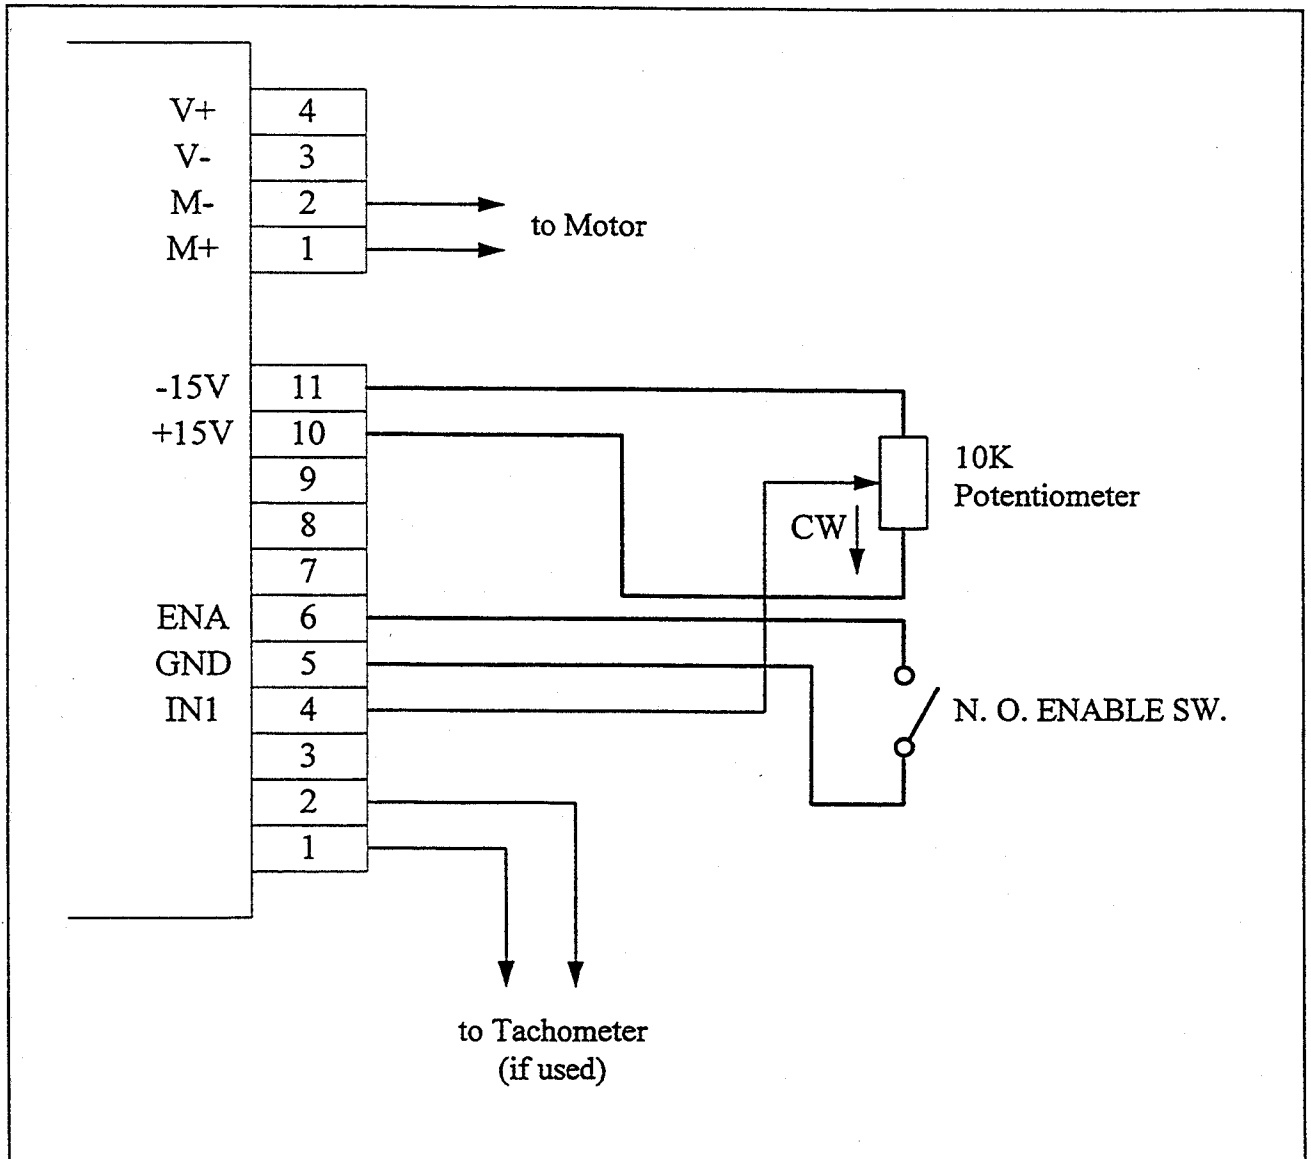 V+ 4
V- 3
M- 2
M+ 1
to Motor
-15V 11
+15V 10
9
8
7
ENA 6
GND 5
IN1 4
3
2
1
10K
Potentiometer
CW
N. O. ENABLE SW.
to Tachometer
(if used)